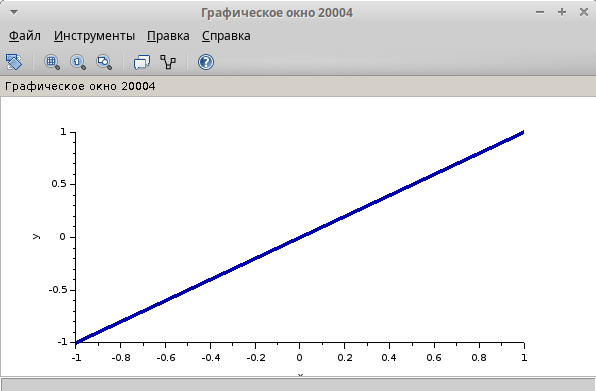 Графическое окно 20004
Файл Инструменты Правка Справка
Графическое окно 20004
1
0.5
0
-0.5
-1
y
-1 -0.8 -0.6 -0.4 -0.2 0 0.2 0.4 0.6 0.8 1